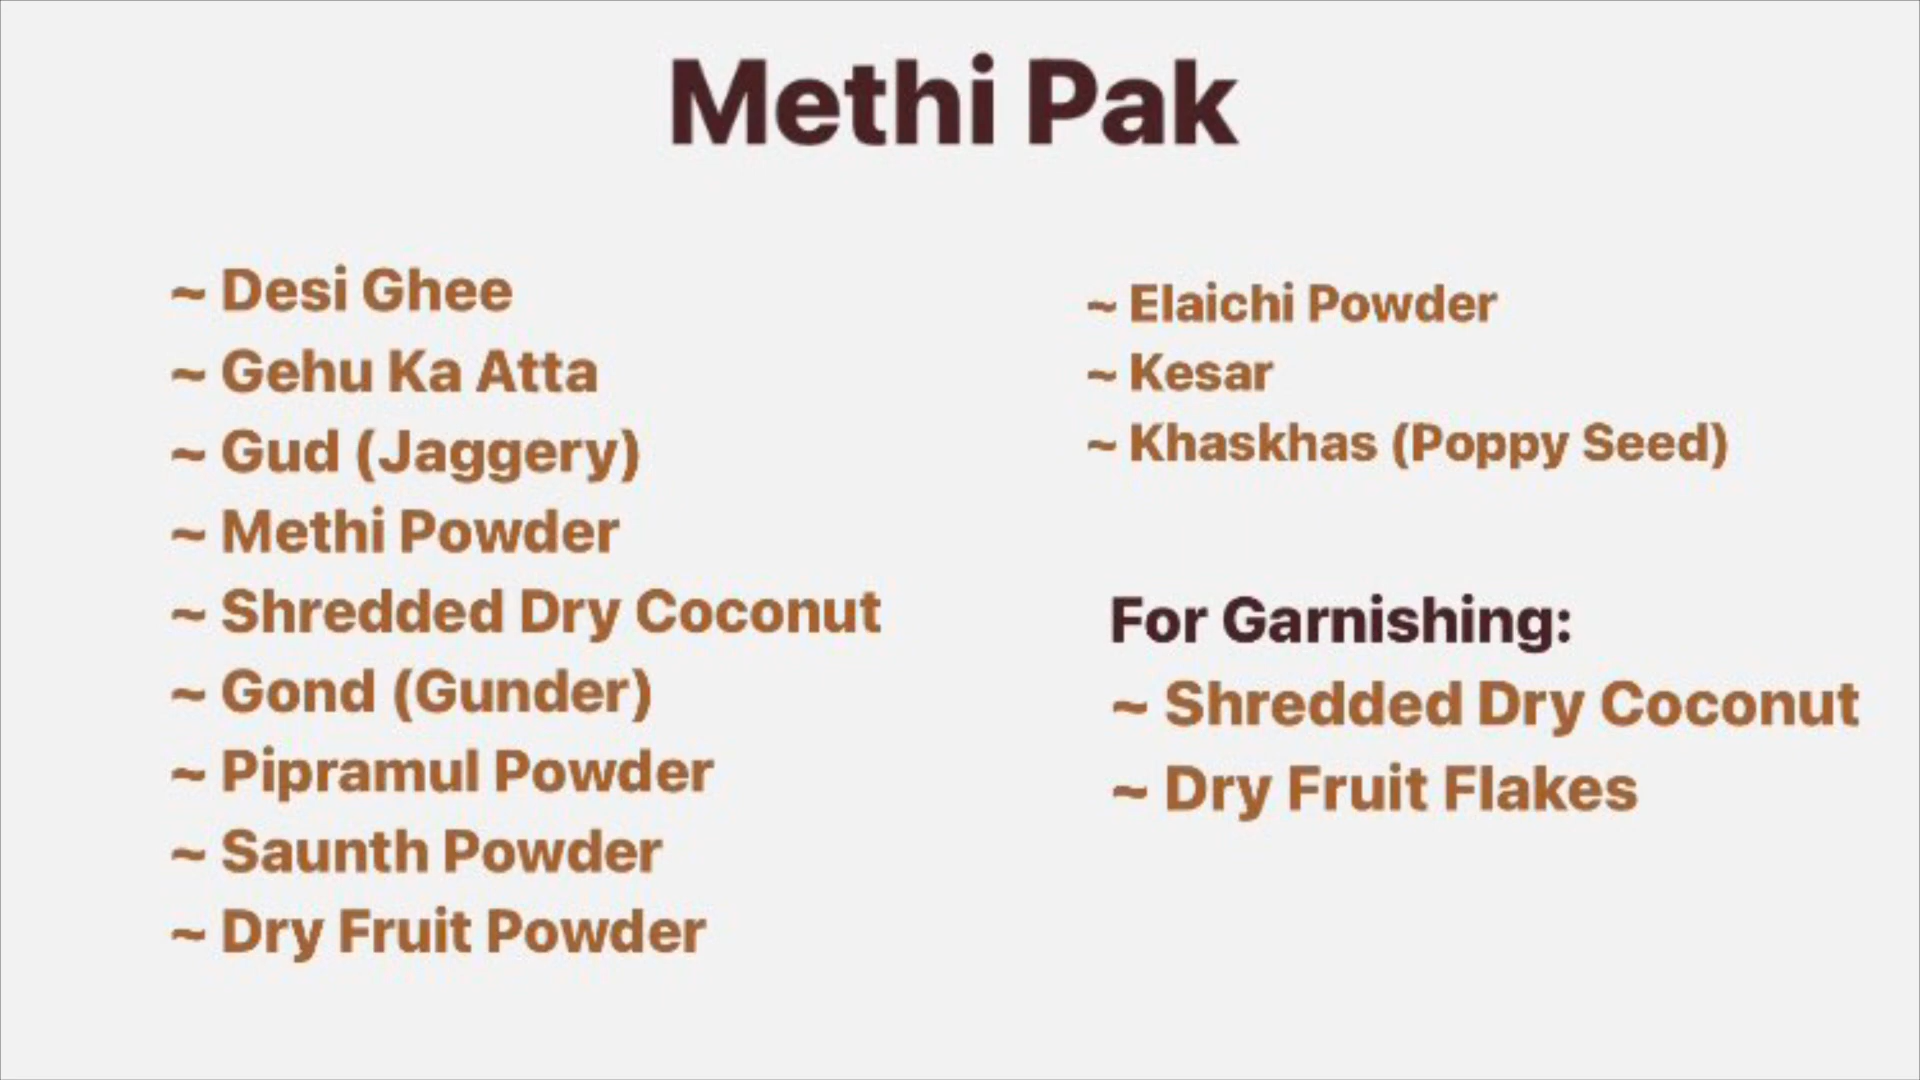 Methi Pak
~ Desi Ghee
~ Gehu Ka Atta
~ Gud (Jaggery)
~ Methi Powder
~ Shredded Dry Coconut
~ Gond (Gunder)
~ Pipramul Powder
~ Saunth Powder
~ Dry Fruit Powder
~ Elaichi Powder
~ Kesar
~ Khaskhas (Poppy Seed)
For Garnishing:
~ Shredded Dry Coconut
~ Dry Fruit Flakes